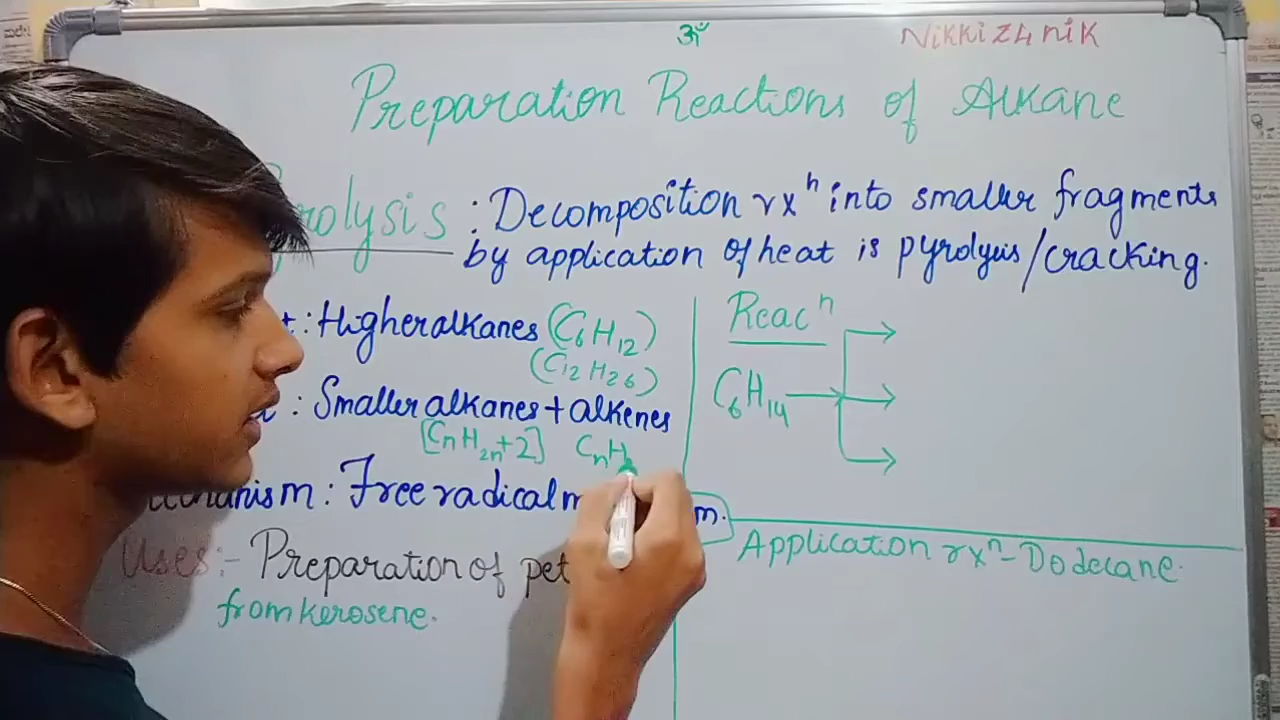 ॐ
Nikkiz4nik
Preparation Reactions of Alkane
rolysis : Decomposition rxⁿ into smaller fragments
by application of heat is pyrolysis/cracking.
t : Higher alkanes (C₆H₁₂)
(C₁₂H₂₆)
: Smaller alkanes + alkenes
[CₙH₂ₙ+2] CₙH
: Free radical m
m.
Uses :- Preparation of pet
from kerosene.
Reacⁿ
C₆H₁₄
Application rxⁿ - Dodecane.